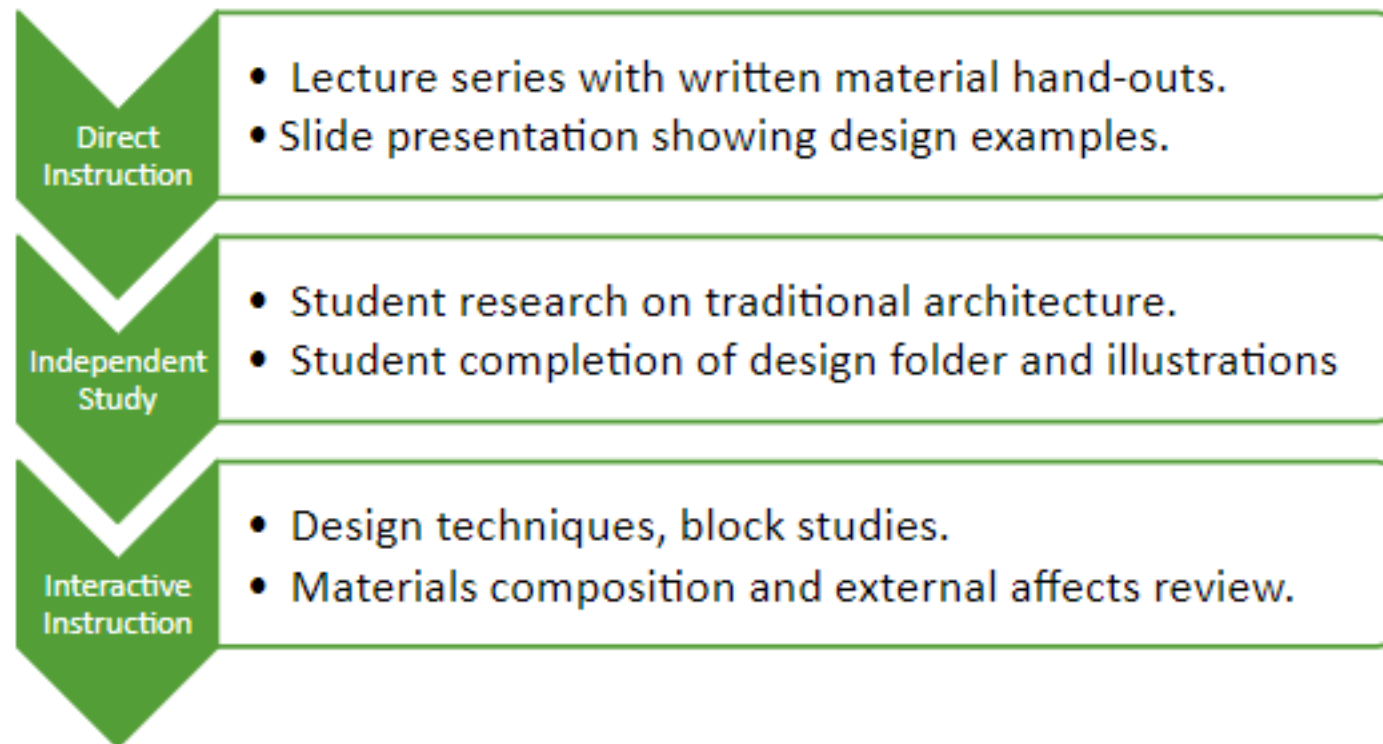 Direct
Instruction
• Lecture series with written material hand-outs.
• Slide presentation showing design examples.
Independent
Study
• Student research on traditional architecture.
• Student completion of design folder and illustrations
Interactive
Instruction
• Design techniques, block studies.
• Materials composition and external affects review.